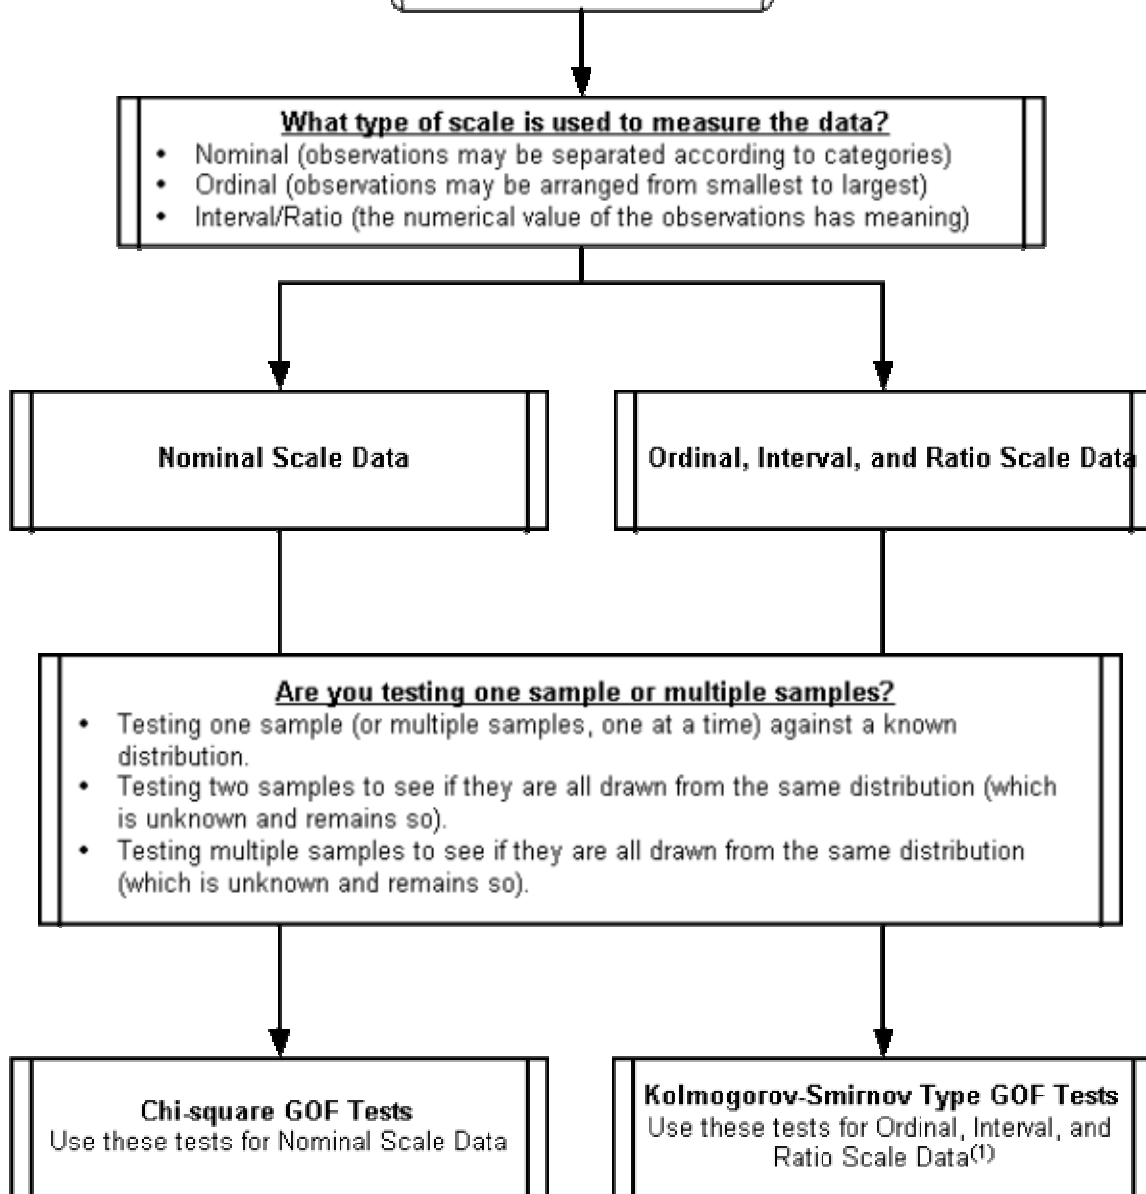 What type of scale is used to measure the data?
• Nominal (observations may be separated according to categories)
• Ordinal (observations may be arranged from smallest to largest)
• Interval/Ratio (the numerical value of the observations has meaning)
Nominal Scale Data
Ordinal, Interval, and Ratio Scale Data
Are you testing one sample or multiple samples?
• Testing one sample (or multiple samples, one at a time) against a known
distribution.
• Testing two samples to see if they are all drawn from the same distribution (which
is unknown and remains so).
• Testing multiple samples to see if they are all drawn from the same distribution
(which is unknown and remains so).
Chi-square GOF Tests
Use these tests for Nominal Scale Data
Kolmogorov-Smirnov Type GOF Tests
Use these tests for Ordinal, Interval, and
Ratio Scale Data(1)